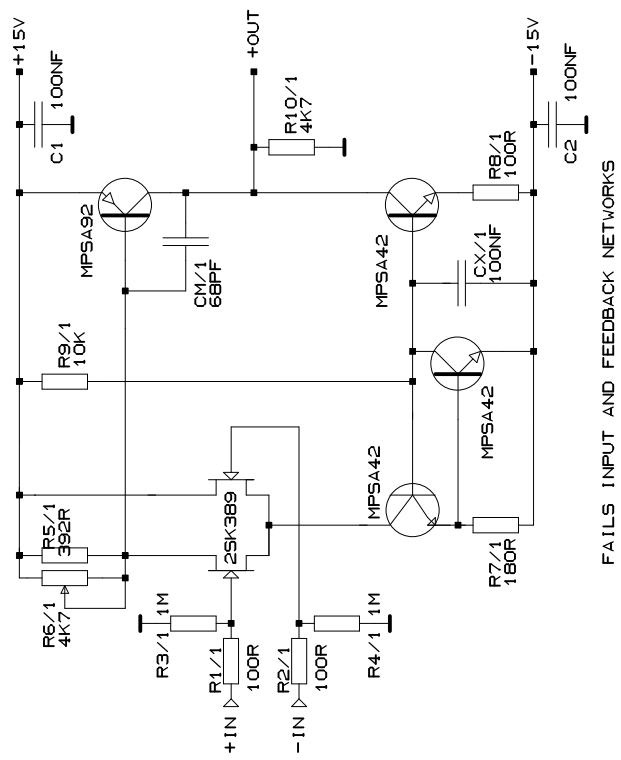 +15V
100NF
C1
+OUT
R10/1
4K7
-15V
100NF
C2
MPSA92
CM/1
68PF
MPSA42
R8/1
100R
CX/1
100NF
R9/1
10K
MPSA42
MPSA42
2SK389
R5/1
392R
R6/1
4K7
R7/1
180R
R3/1 1M
R1/1
100R
R2/1
100R
R4/1 1M
+IN
-IN
FAILS INPUT AND FEEDBACK NETWORKS